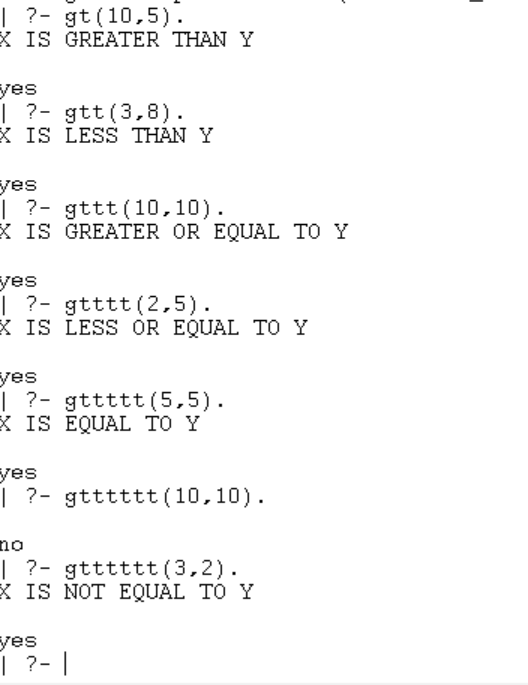 | ?- gt(10,5).
X IS GREATER THAN Y
yes
| ?- gtt(3,8).
X IS LESS THAN Y
yes
| ?- gttt(10,10).
X IS GREATER OR EQUAL TO Y
yes
| ?- gtttt(2,5).
X IS LESS OR EQUAL TO Y
yes
| ?- gttttt(5,5).
X IS EQUAL TO Y
yes
| ?- gtttttt(10,10).
no
| ?- gtttttt(3,2).
X IS NOT EQUAL TO Y
yes
| ?-